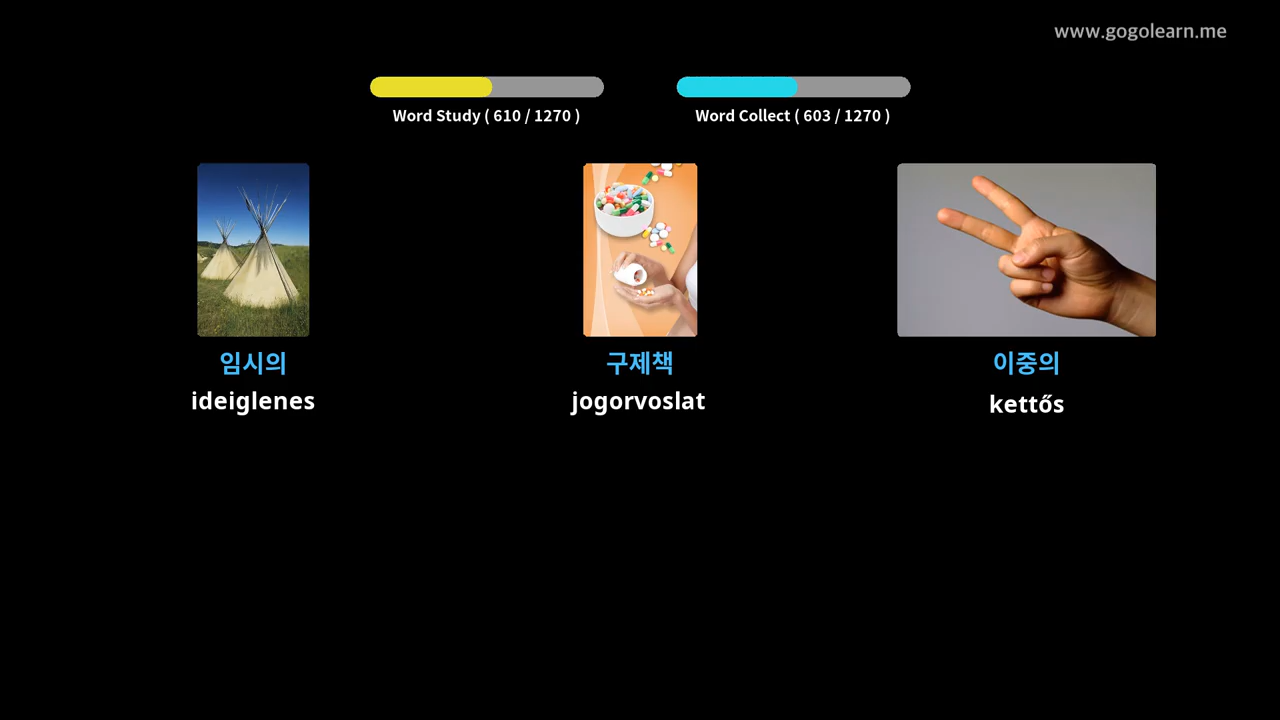 www.gogolearn.me
Word Study ( 610 / 1270 )
Word Collect ( 603 / 1270 )
임시의
ideiglenes
구제책
jogorvoslat
이중의
kettős